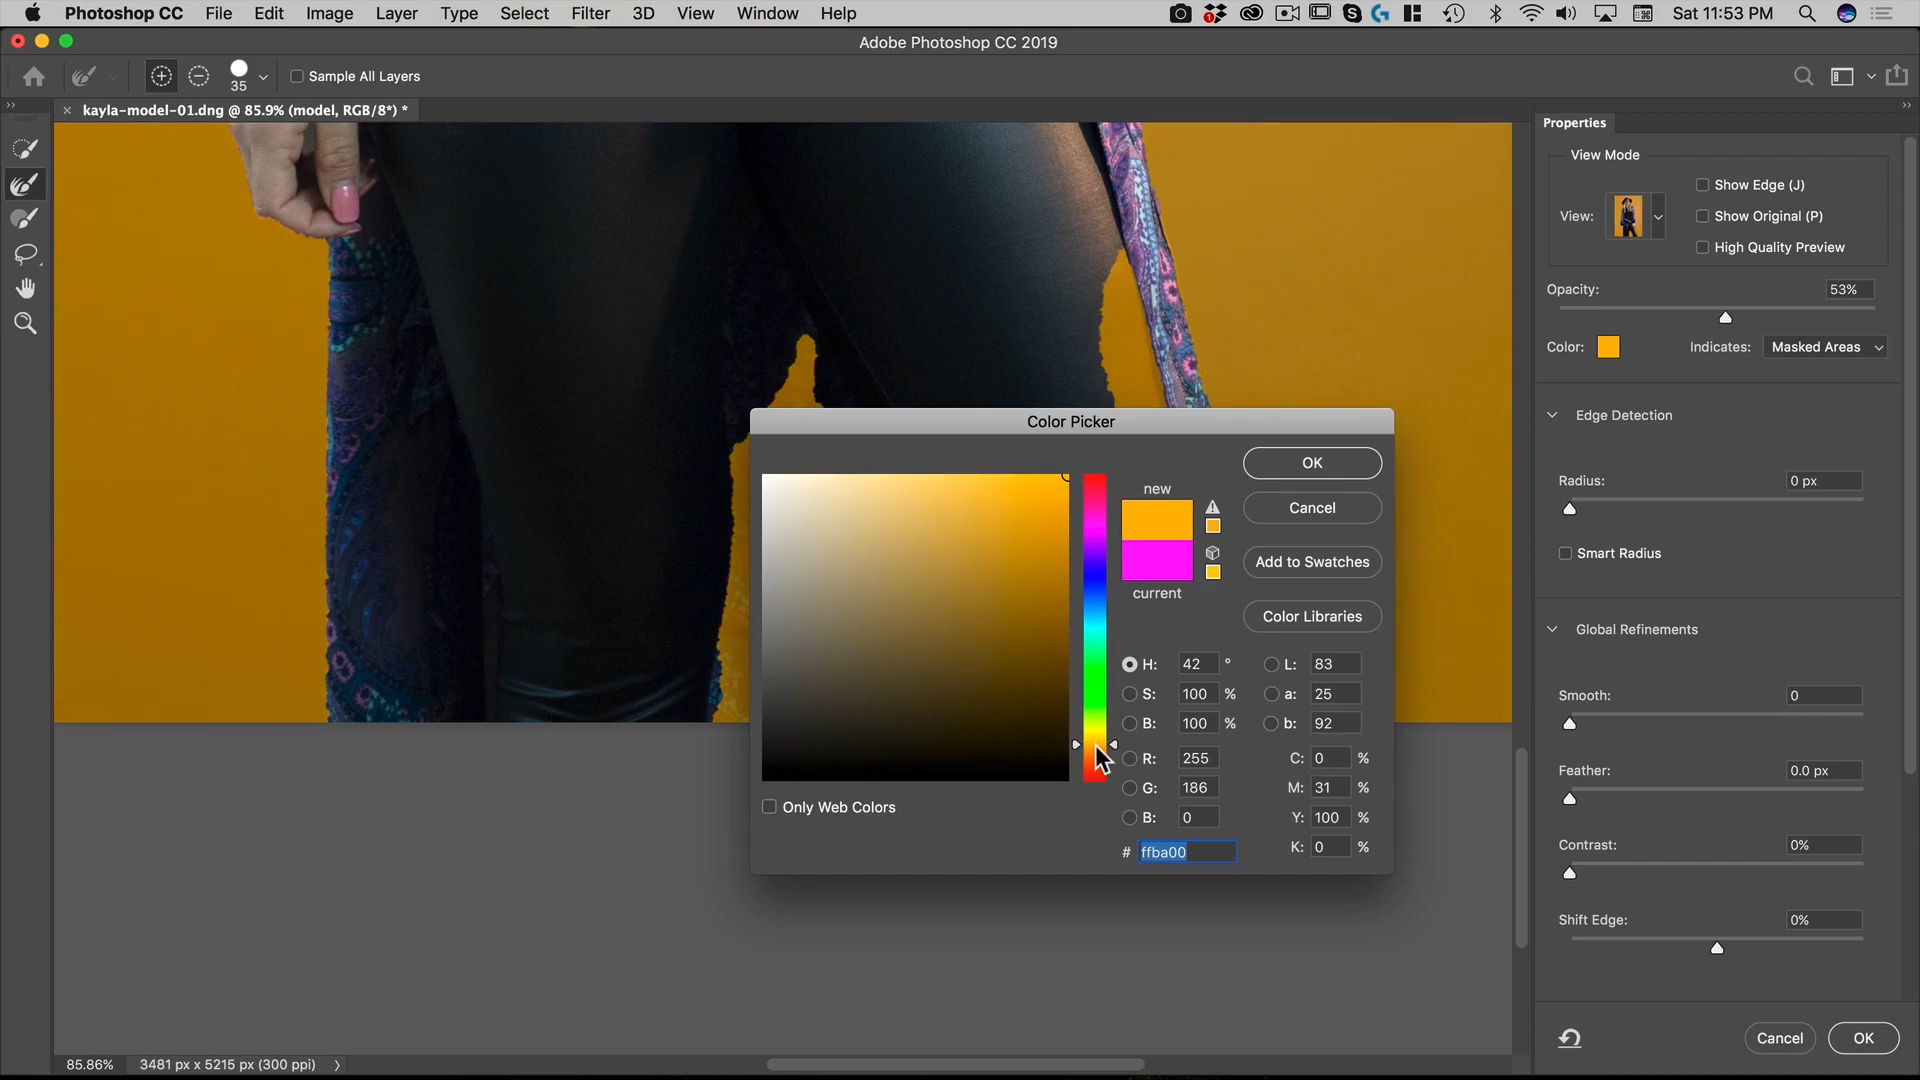 Photoshop CC File Edit Image Layer Type Select Filter 3D View Window Help
1
Sat 11:53 PM
Adobe Photoshop CC 2019
35
Sample All Layers
kayla-model-01.dng @ 85.9% (model, RGB/8*) *
Properties
View Mode
View:
Show Edge (J)
Show Original (P)
High Quality Preview
Opacity: 53%
Color:
Indicates: Masked Areas
Edge Detection
Radius: 0 px
Smart Radius
Global Refinements
Smooth: 0
Feather: 0.0 px
Contrast: 0%
Shift Edge: 0%
Cancel OK
Color Picker
new
current
OK
Cancel
Add to Swatches
Color Libraries
H: 42 ° L: 83
S: 100 % a: 25
B: 100 % b: 92
R: 255 C: 0 %
G: 186 M: 31 %
B: 0 Y: 100 %
# ffba00 K: 0 %
Only Web Colors
85.86% 3481 px x 5215 px (300 ppi)